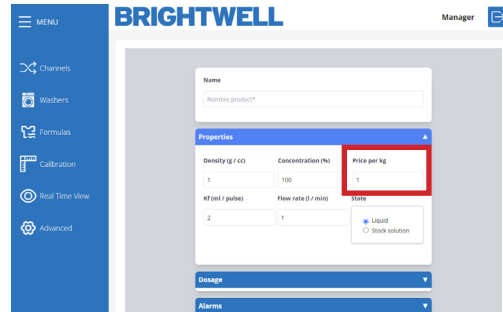 MENU
BRIGHTWELL
Manager
Channels
Washers
Formulas
Calibration
Real Time View
Advanced
Name
Nombre product*
Properties
Density (g / cc) Concentration (%) Price per kg
1 100 1
Kf (ml / pulse) Flow rate (l / min) State
2 1
Liquid
Stock solution
Dosage
Alarms